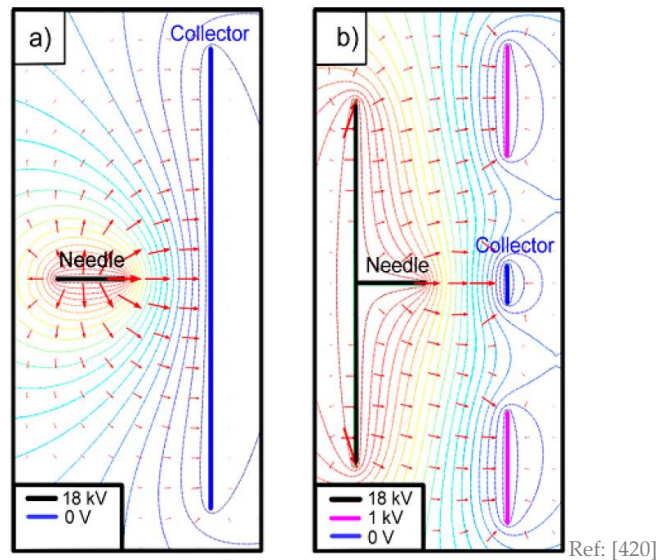 a)
Collector
Needle
18 kV
0 V
b)
Needle
Collector
18 kV
1 kV
0 V
Ref: [420]